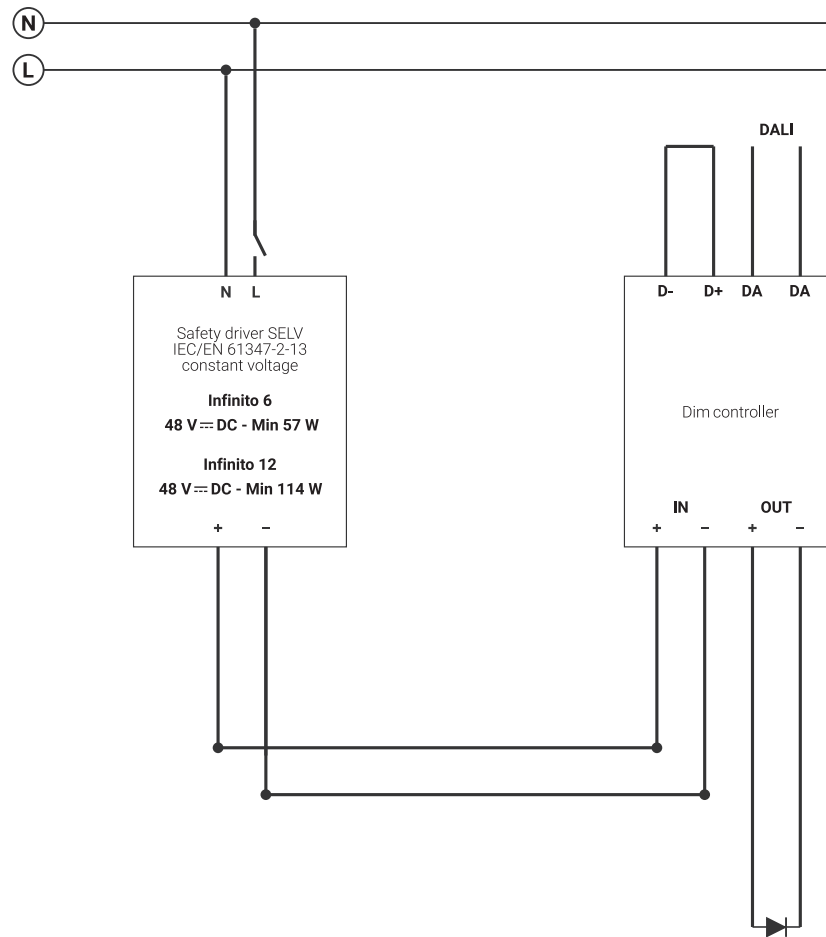 N
L
DALI
N L
D- D+ DA DA
Safety driver SELV
IEC/EN 61347-2-13
constant voltage
Infinito 6
48 V⎓DC - Min 57 W
Infinito 12
48 V⎓DC - Min 114 W
+ −
Dim controller
IN OUT
+ − + −